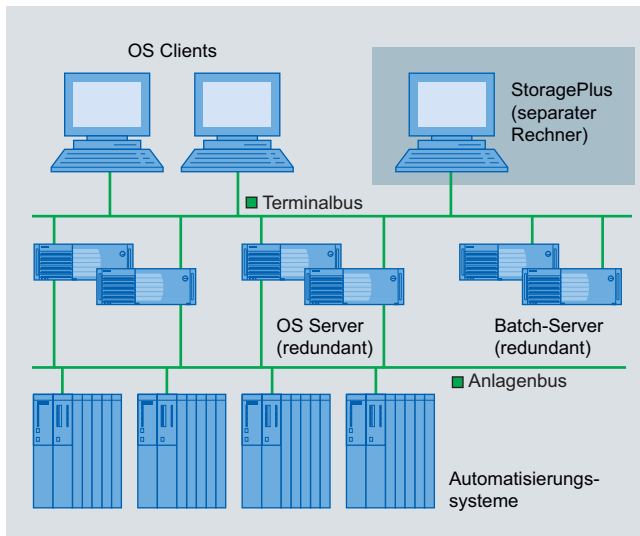 OS Clients
StoragePlus
(separater
Rechner)
Terminalbus
OS Server
(redundant)
Batch-Server
(redundant)
Anlagenbus
Automatisierungs-
systeme